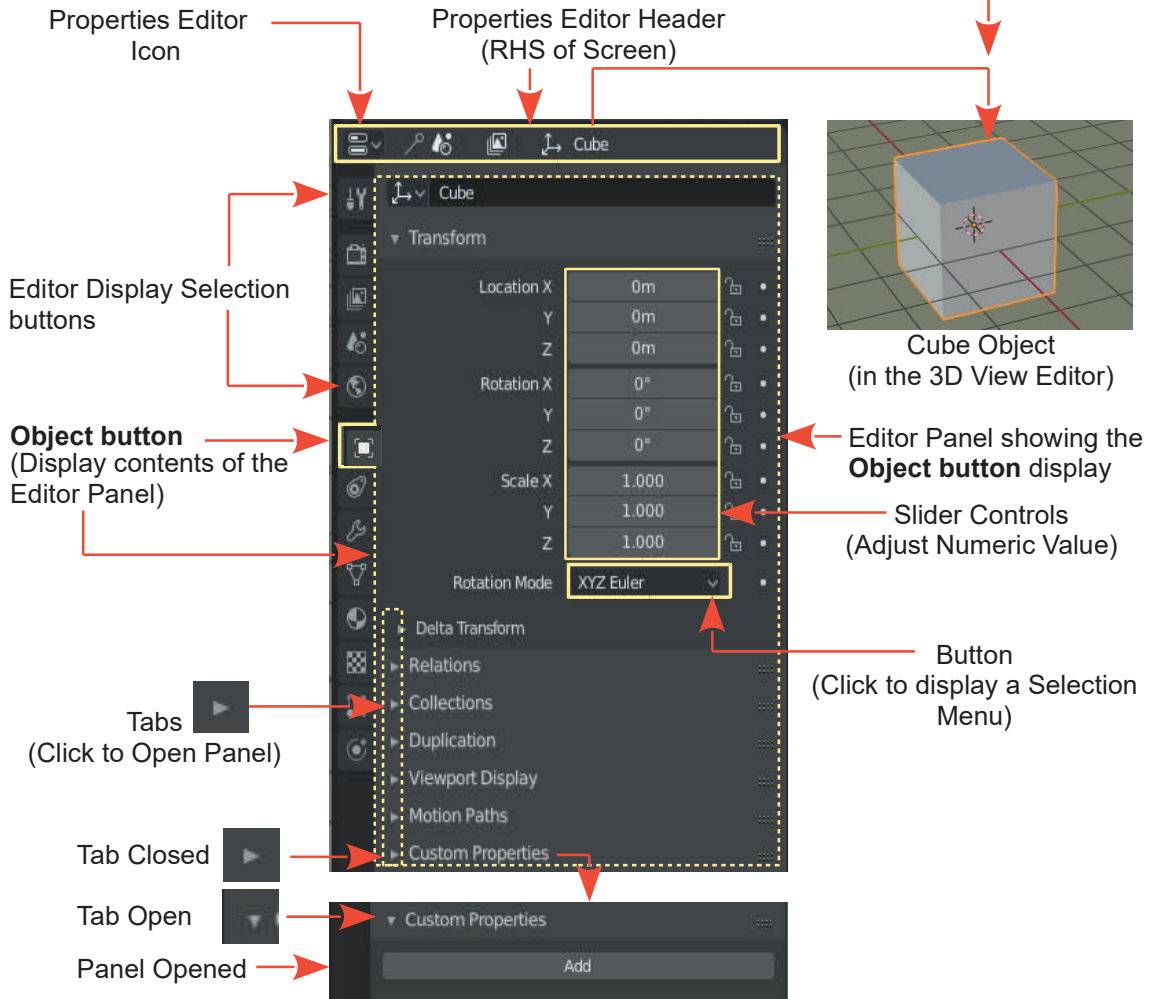 Properties Editor
Icon
Properties Editor Header
(RHS of Screen)
Cube
Cube
Transform
Location X 0m
Y 0m
Z 0m
Rotation X 0°
Y 0°
Z 0°
Scale X 1.000
Y 1.000
Z 1.000
Rotation Mode XYZ Euler
Delta Transform
Relations
Collections
Duplication
Viewport Display
Motion Paths
Custom Properties
Custom Properties
Add
Editor Display Selection
buttons
Object button
(Display contents of the
Editor Panel)
Tabs
(Click to Open Panel)
Tab Closed
Tab Open
Panel Opened
Cube Object
(in the 3D View Editor)
Editor Panel showing the
Object button display
Slider Controls
(Adjust Numeric Value)
Button
(Click to display a Selection
Menu)